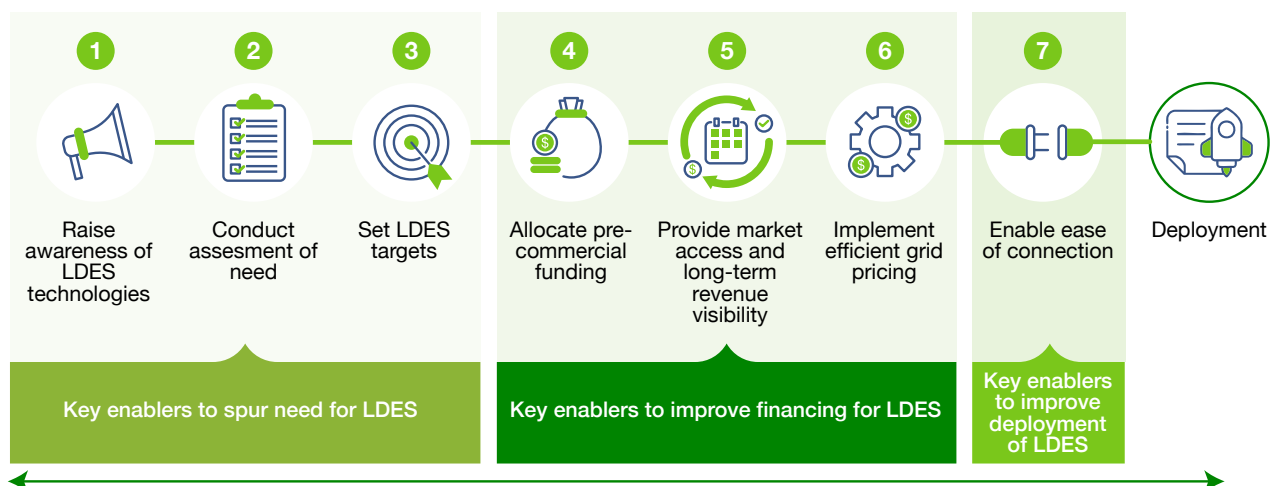 1
2
3
4
5
6
7
$
$
$
$
Raise
awareness of
LDES
technologies
Conduct
assesment of
need
Set LDES
targets
Allocate pre-
commercial
funding
Provide market
access and
long-term
revenue
visibility
Implement
efficient grid
pricing
Enable ease
of connection
Deployment
Key enablers to spur need for LDES
Key enablers to improve financing for LDES
Key enablers
to improve
deployment
of LDES